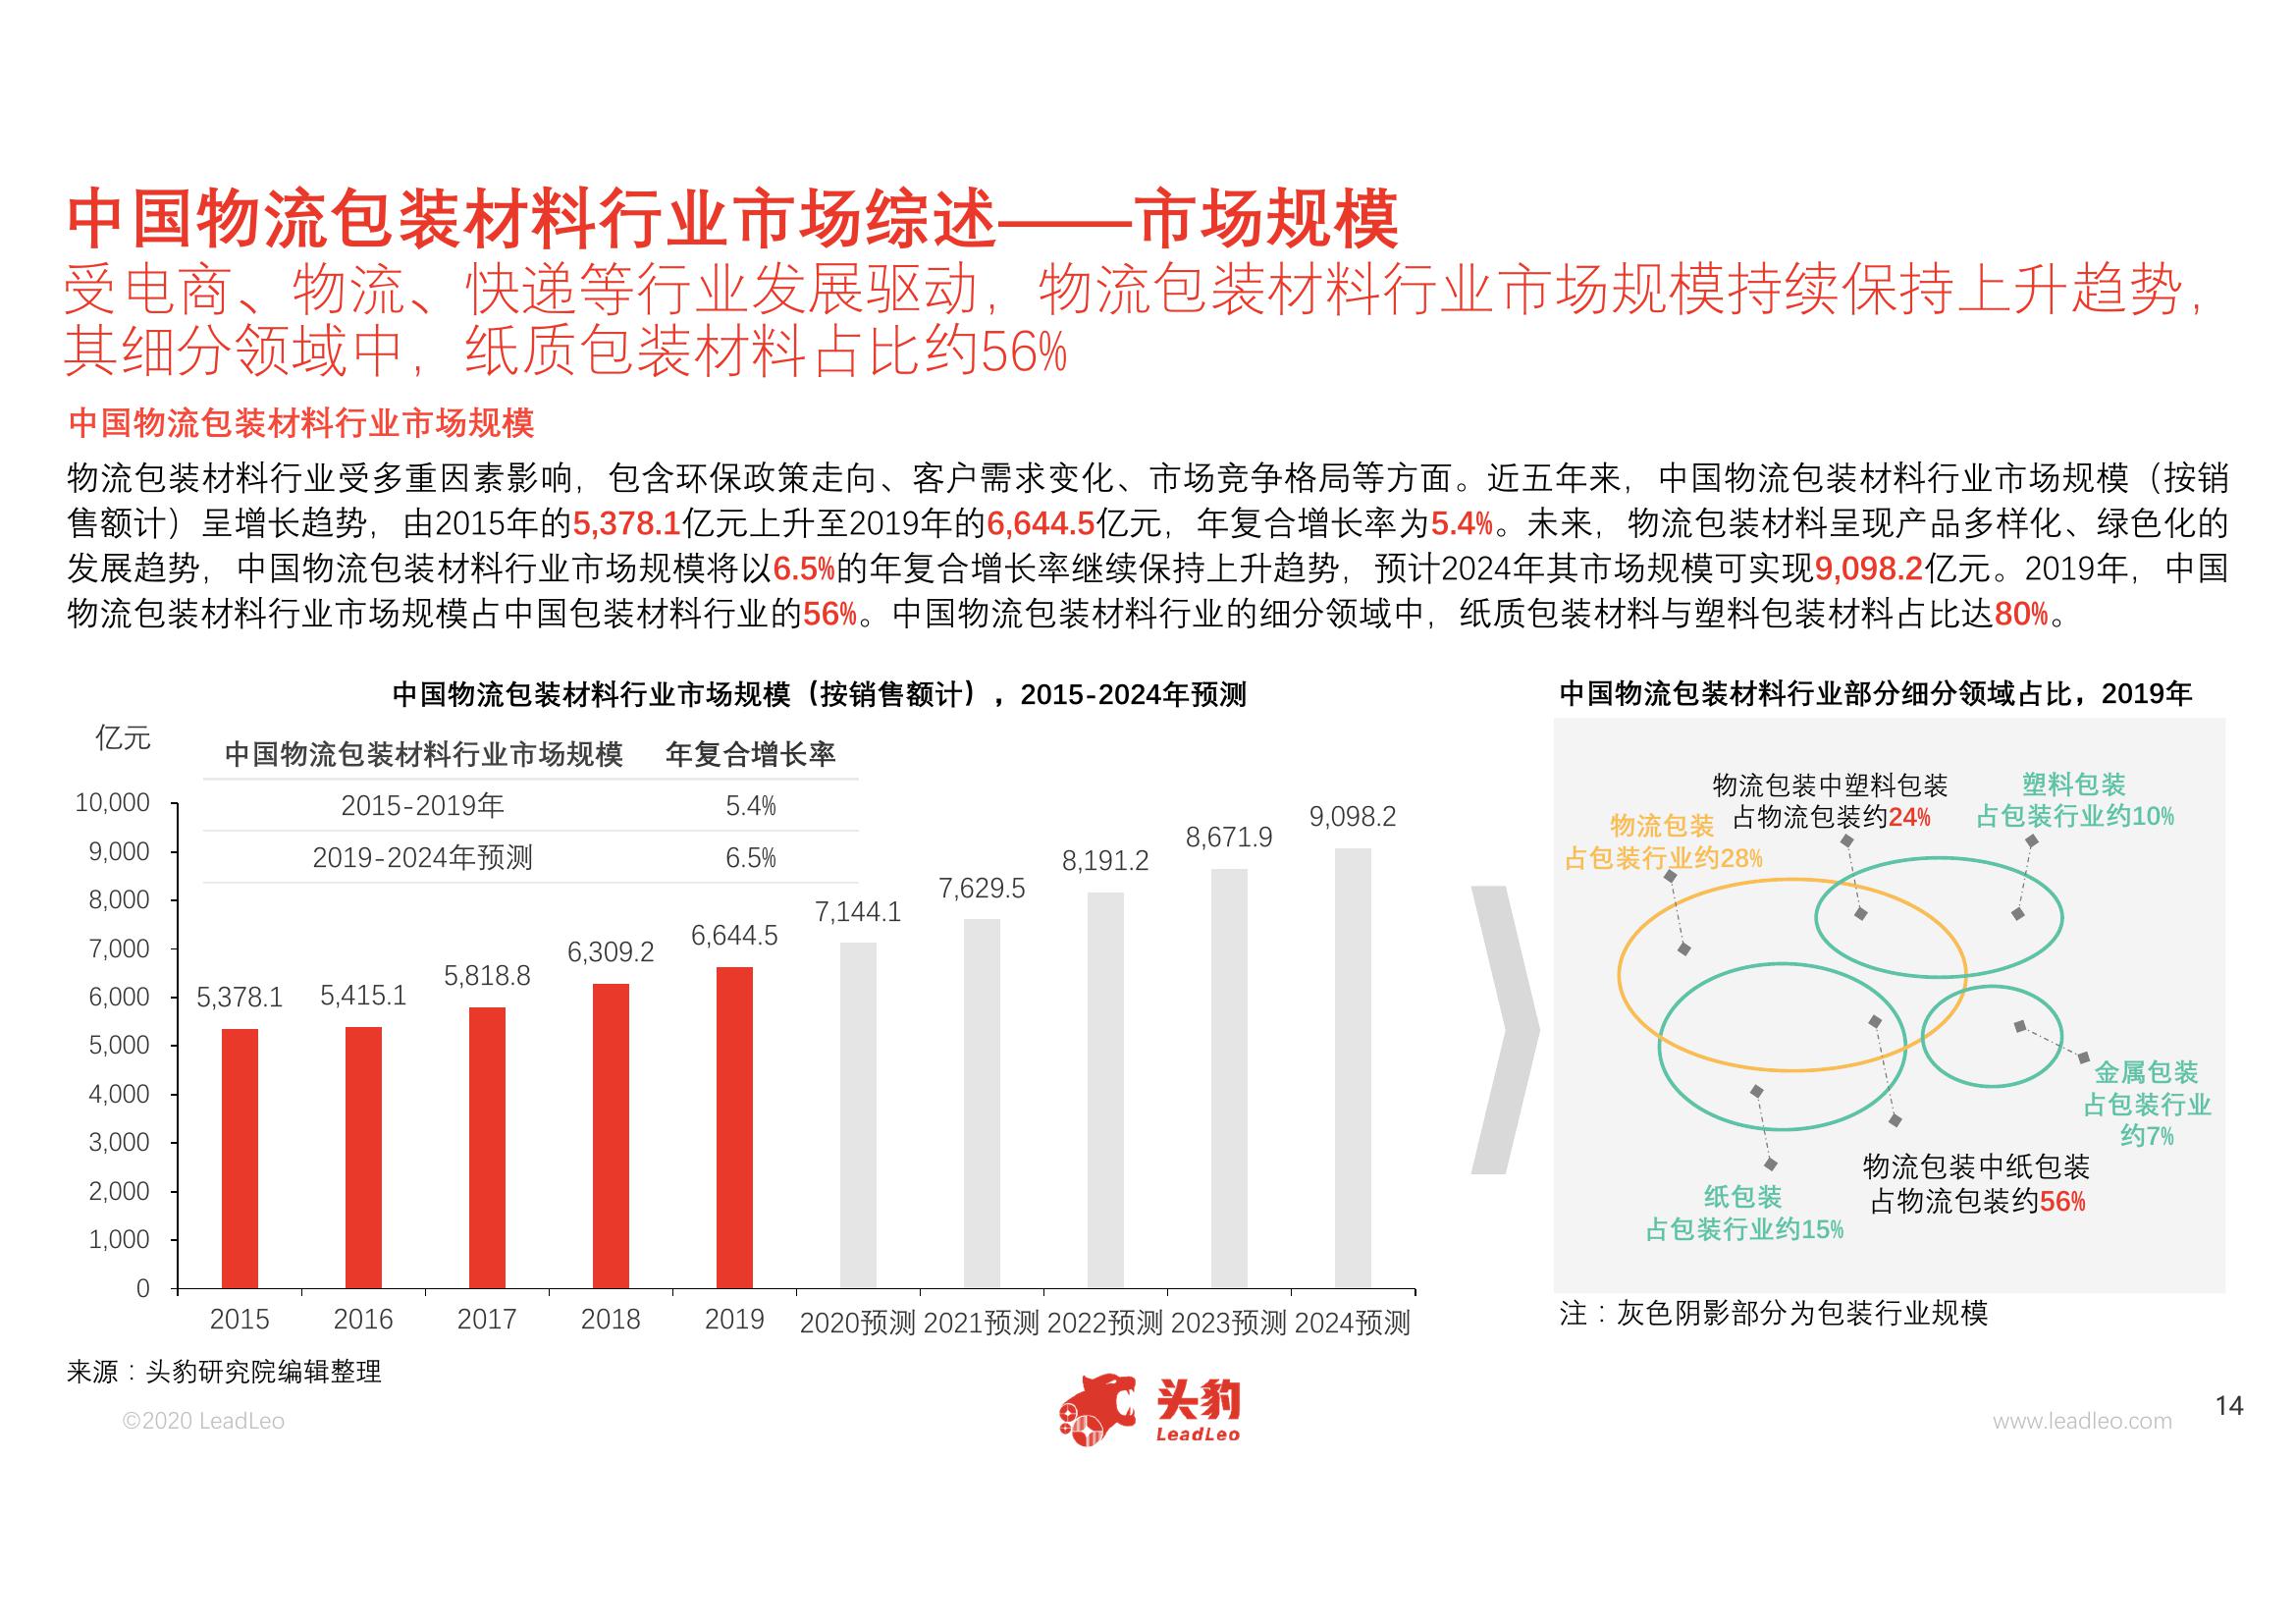 中国物流包装材料行业市场综述——市场规模
受电商、物流、快递等行业发展驱动，物流包装材料行业市场规模持续保持上升趋势，
其细分领域中，纸质包装材料占比约56%
中国物流包装材料行业市场规模
物流包装材料行业受多重因素影响，包含环保政策走向、客户需求变化、市场竞争格局等方面。近五年来，中国物流包装材料行业市场规模（按销
售额计）呈增长趋势，由2015年的5,378.1亿元上升至2019年的6,644.5亿元，年复合增长率为5.4%。未来，物流包装材料呈现产品多样化、绿色化的
发展趋势，中国物流包装材料行业市场规模将以6.5%的年复合增长率继续保持上升趋势，预计2024年其市场规模可实现9,098.2亿元。2019年，中国
物流包装材料行业市场规模占中国包装材料行业的56%。中国物流包装材料行业的细分领域中，纸质包装材料与塑料包装材料占比达80%。
中国物流包装材料行业市场规模（按销售额计），2015-2024年预测
亿元
中国物流包装材料行业市场规模 年复合增长率
2015-2019年 5.4%
2019-2024年预测 6.5%
10,000
9,000
8,000
7,000
6,000
5,000
4,000
3,000
2,000
1,000
0
5,378.1
5,415.1
5,818.8
6,309.2
6,644.5
7,144.1
7,629.5
8,191.2
8,671.9
9,098.2
2015 2016 2017 2018 2019 2020预测 2021预测 2022预测 2023预测 2024预测
中国物流包装材料行业部分细分领域占比，2019年
物流包装
占包装行业约28%
物流包装中塑料包装
占物流包装约24%
塑料包装
占包装行业约10%
金属包装
占包装行业
约7%
物流包装中纸包装
占物流包装约56%
纸包装
占包装行业约15%
注：灰色阴影部分为包装行业规模
来源：头豹研究院编辑整理
©2020 LeadLeo
头豹
LeadLeo
www.leadleo.com
14